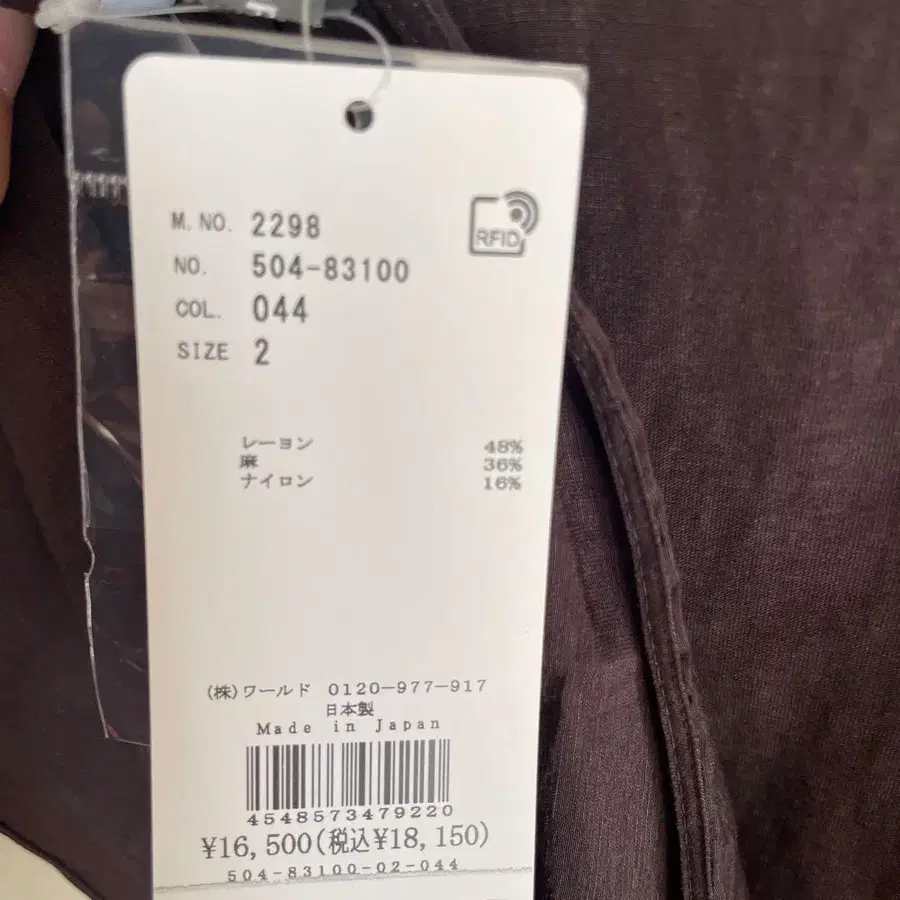 M. NO. 2298
RFID
NO. 504-83100
COL. 044
SIZE 2
レーヨン 48%
麻 36%
ナイロン 16%
(株)ワールド 0120-977-917
日本製
Made in Japan
4548573479220
¥16,500(税込¥18,150)
504-83100-02-044